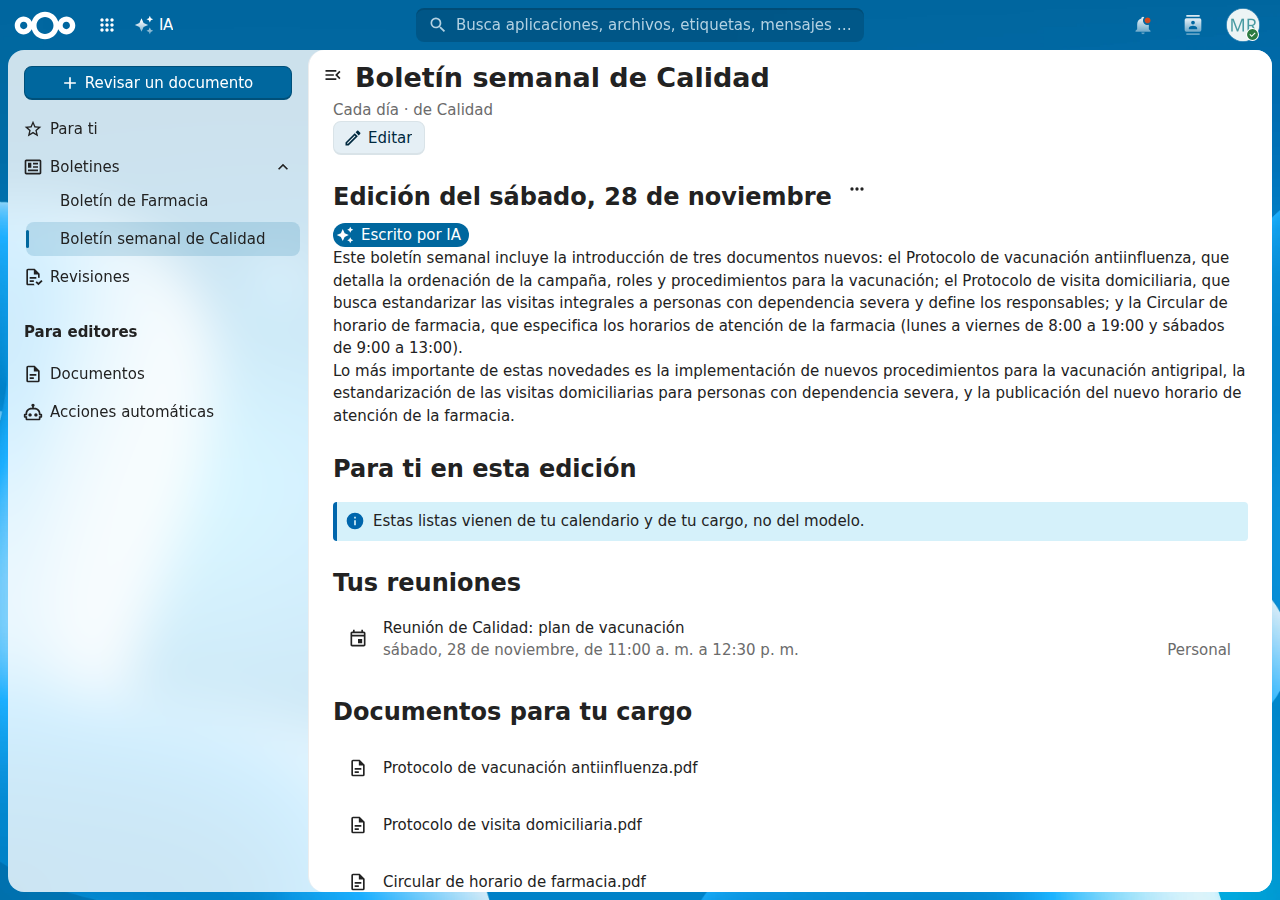 IA
Busca aplicaciones, archivos, etiquetas, mensajes …
MR
Revisar un documento
Para ti
Boletines
Boletín de Farmacia
Boletín semanal de Calidad
Revisiones
Para editores
Documentos
Acciones automáticas
Boletín semanal de Calidad
Cada día · de Calidad
Editar
Edición del sábado, 28 de noviembre
Escrito por IA
Este boletín semanal incluye la introducción de tres documentos nuevos: el Protocolo de vacunación antiinfluenza, que
detalla la ordenación de la campaña, roles y procedimientos para la vacunación; el Protocolo de visita domiciliaria, que
busca estandarizar las visitas integrales a personas con dependencia severa y define los responsables; y la Circular de
horario de farmacia, que especifica los horarios de atención de la farmacia (lunes a viernes de 8:00 a 19:00 y sábados
de 9:00 a 13:00).
Lo más importante de estas novedades es la implementación de nuevos procedimientos para la vacunación antigripal, la
estandarización de las visitas domiciliarias para personas con dependencia severa, y la publicación del nuevo horario de
atención de la farmacia.
Para ti en esta edición
Estas listas vienen de tu calendario y de tu cargo, no del modelo.
Tus reuniones
Reunión de Calidad: plan de vacunación
sábado, 28 de noviembre, de 11:00 a. m. a 12:30 p. m.
Personal
Documentos para tu cargo
Protocolo de vacunación antiinfluenza.pdf
Protocolo de visita domiciliaria.pdf
Circular de horario de farmacia.pdf